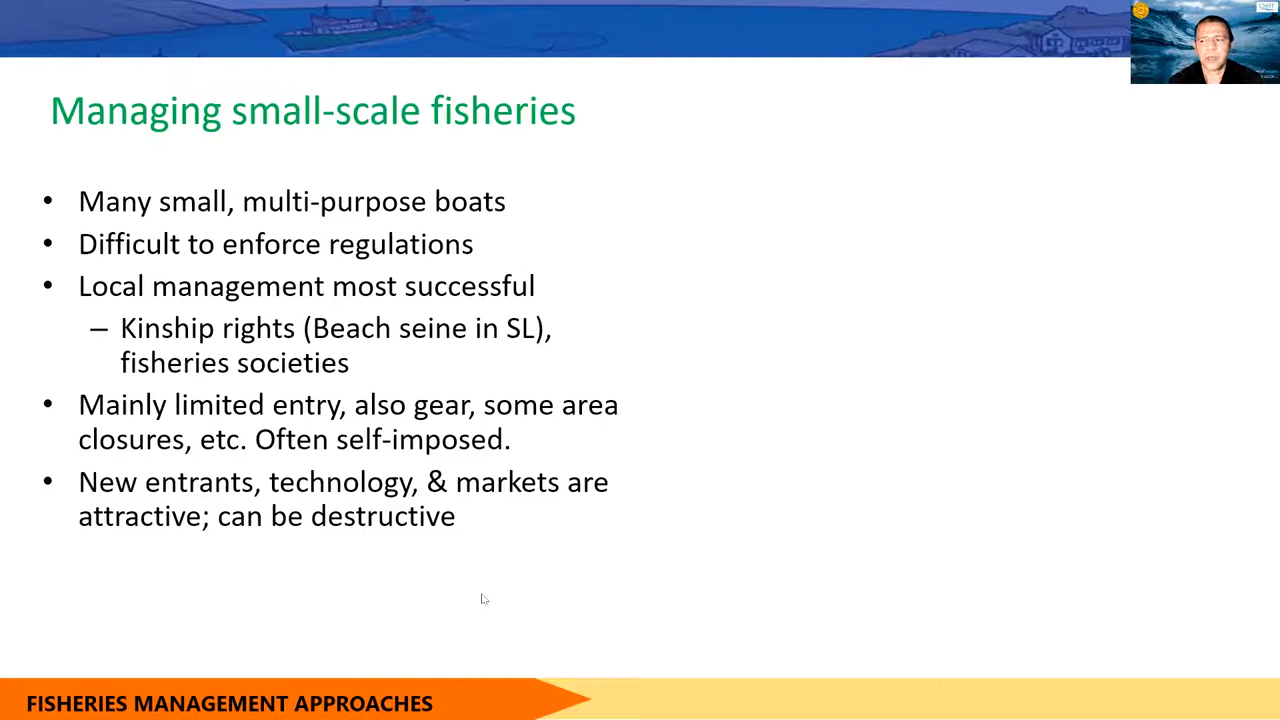 Managing small-scale fisheries
• Many small, multi-purpose boats
• Difficult to enforce regulations
• Local management most successful
– Kinship rights (Beach seine in SL),
fisheries societies
• Mainly limited entry, also gear, some area
closures, etc. Often self-imposed.
• New entrants, technology, & markets are
attractive; can be destructive
FISHERIES MANAGEMENT APPROACHES